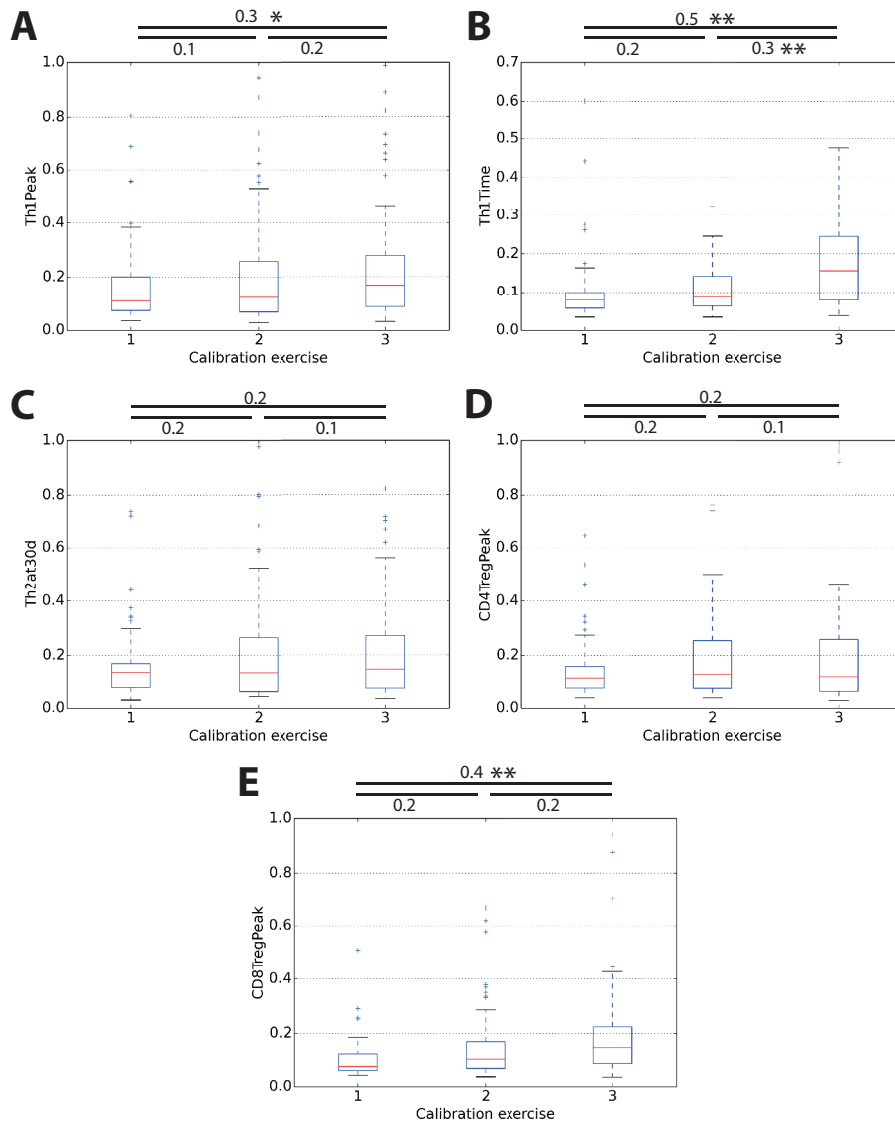 A
0.3 *
0.1 0.2
1.0
0.8
0.6
0.4
0.2
0.0
Th1Peak
1 2 3
Calibration exercise
B
0.5 **
0.2 0.3 **
0.7
0.6
0.5
0.4
0.3
0.2
0.1
0.0
Th1Time
1 2 3
Calibration exercise
C
0.2
0.2 0.1
1.0
0.8
0.6
0.4
0.2
0.0
Th2at30d
1 2 3
Calibration exercise
D
0.2
0.2 0.1
1.0
0.8
0.6
0.4
0.2
0.0
CD4TregPeak
1 2 3
Calibration exercise
E
0.4 **
0.2 0.2
1.0
0.8
0.6
0.4
0.2
0.0
CD8TregPeak
1 2 3
Calibration exercise